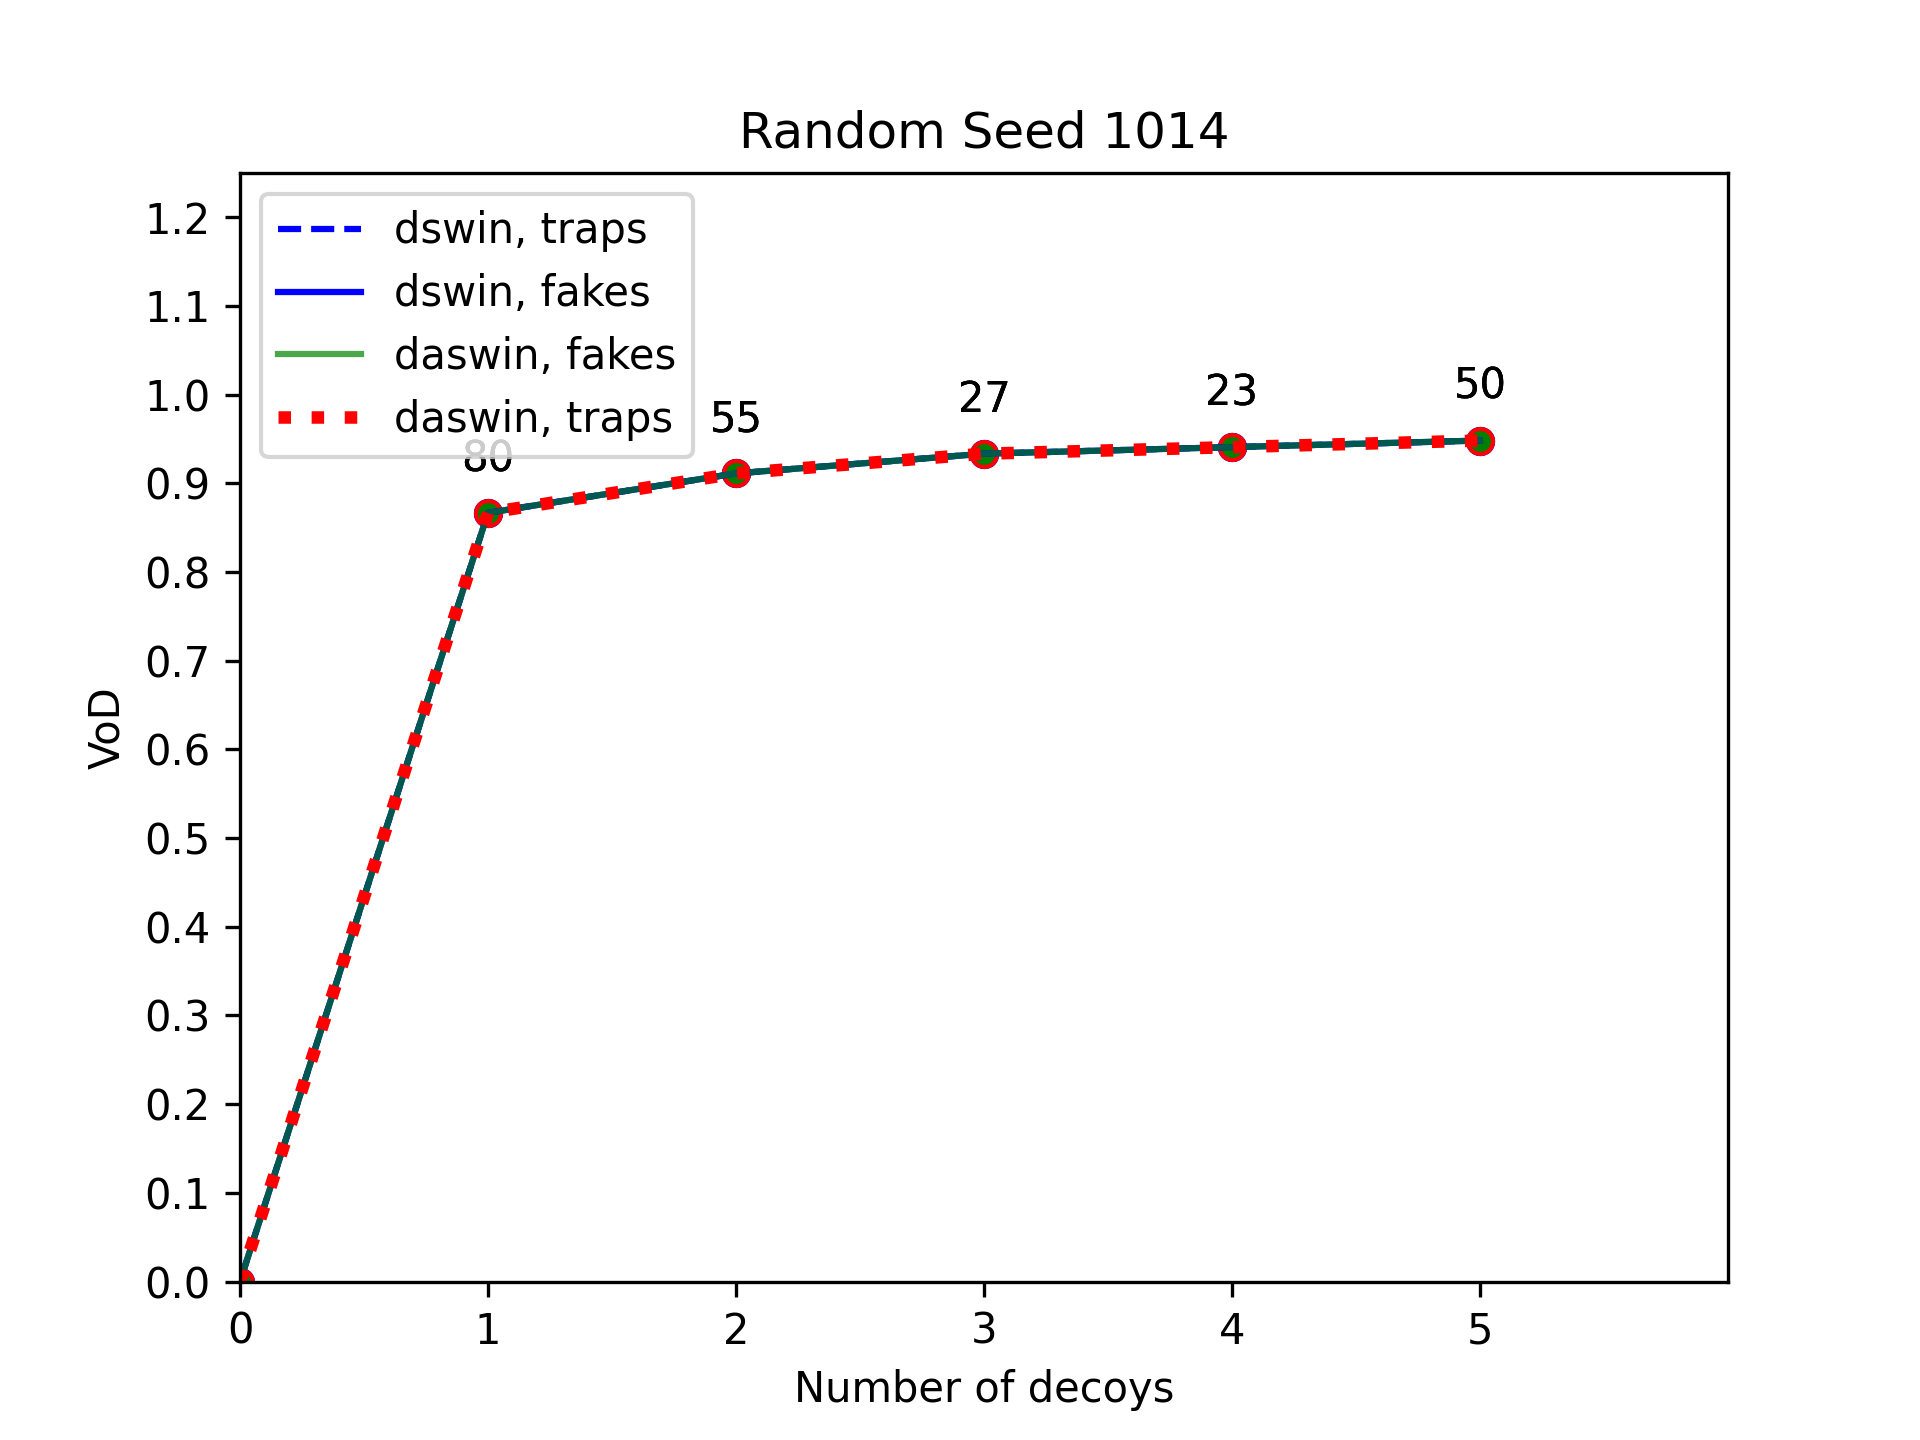 Random Seed 1014
dswin, traps
dswin, fakes
daswin, fakes
daswin, traps
80
55
27
23
50
1.2
1.1
1.0
0.9
0.8
0.7
0.6
0.5
0.4
0.3
0.2
0.1
0.0
VoD
0 1 2 3 4 5
Number of decoys